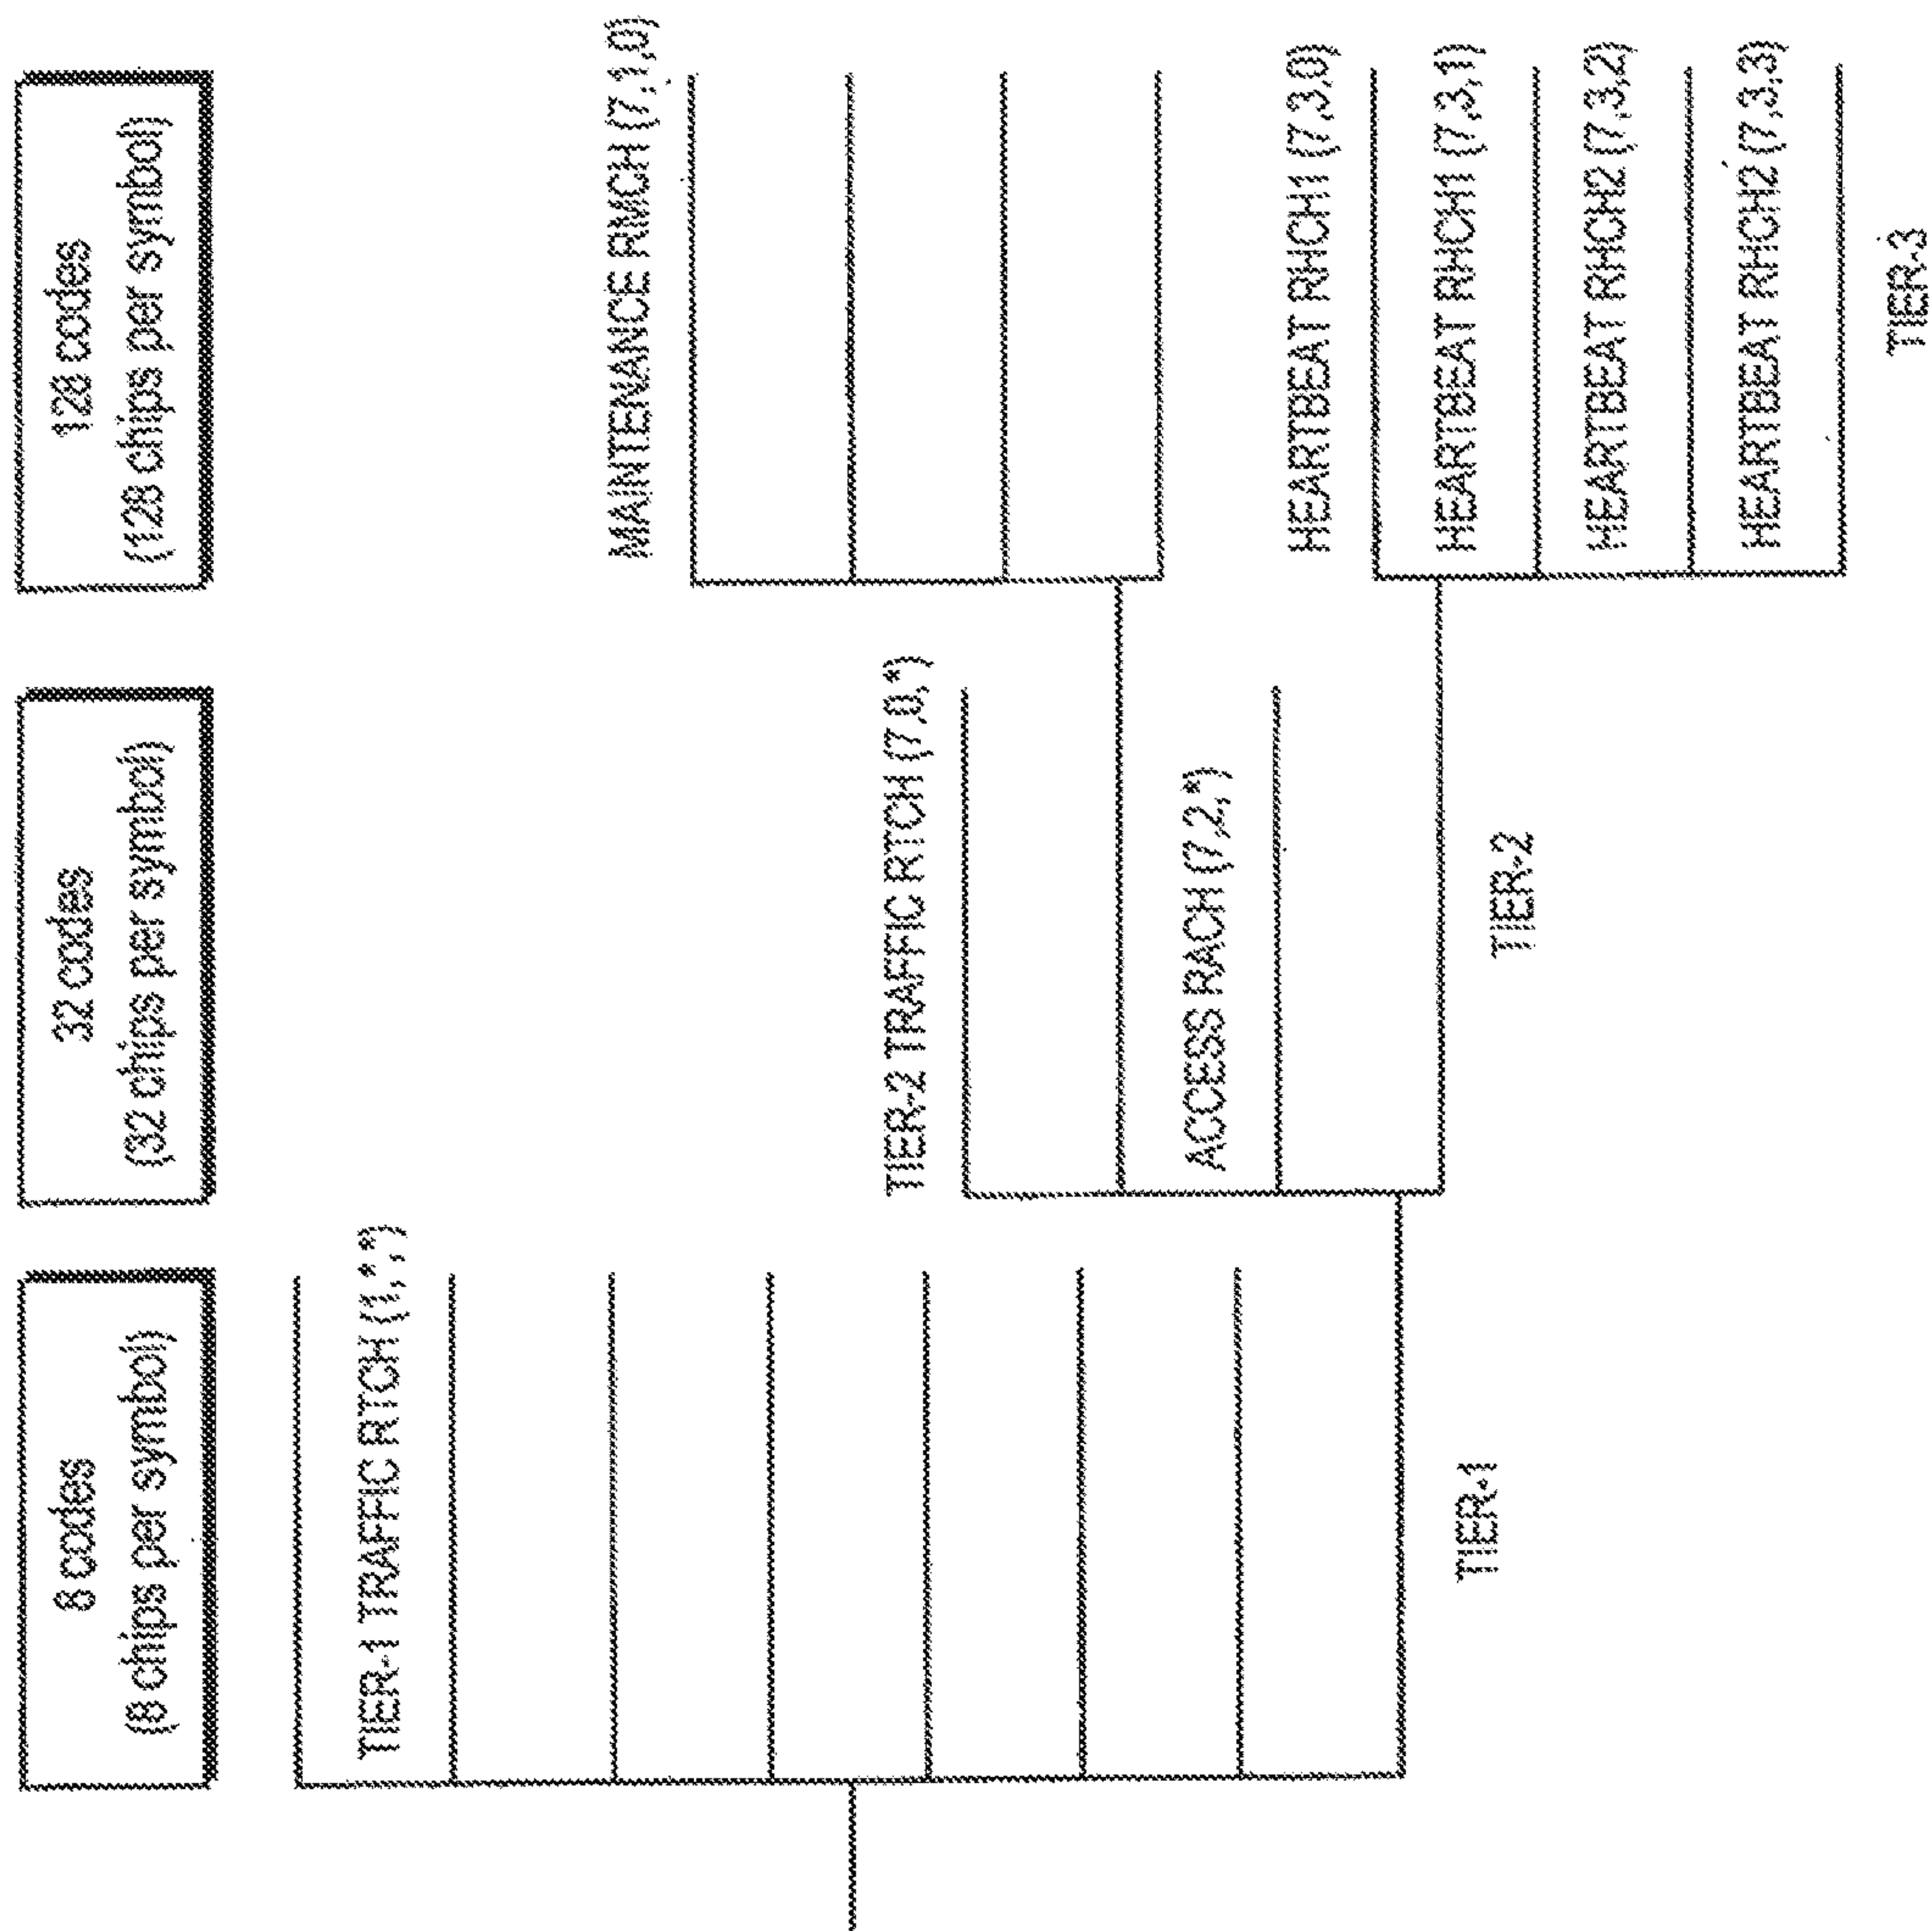 8 codes
(8 chips per symbol)
32 codes
(32 chips per symbol)
128 codes
(128 chips per symbol)
TIER-1 TRAFFIC RTCH (1,*,*)
MAINTENANCE RMCH (7,1,0)
TIER-2 TRAFFIC RTCH (7,0,*)
ACCESS RACH (7,2,*)
HEARTBEAT RHCH1 (7,3,0)
HEARTBEAT RHCH1 (7,3,1)
HEARTBEAT RHCH2 (7,3,2)
HEARTBEAT RHCH2 (7,3,3)
TIER-1
TIER-2
TIER-3